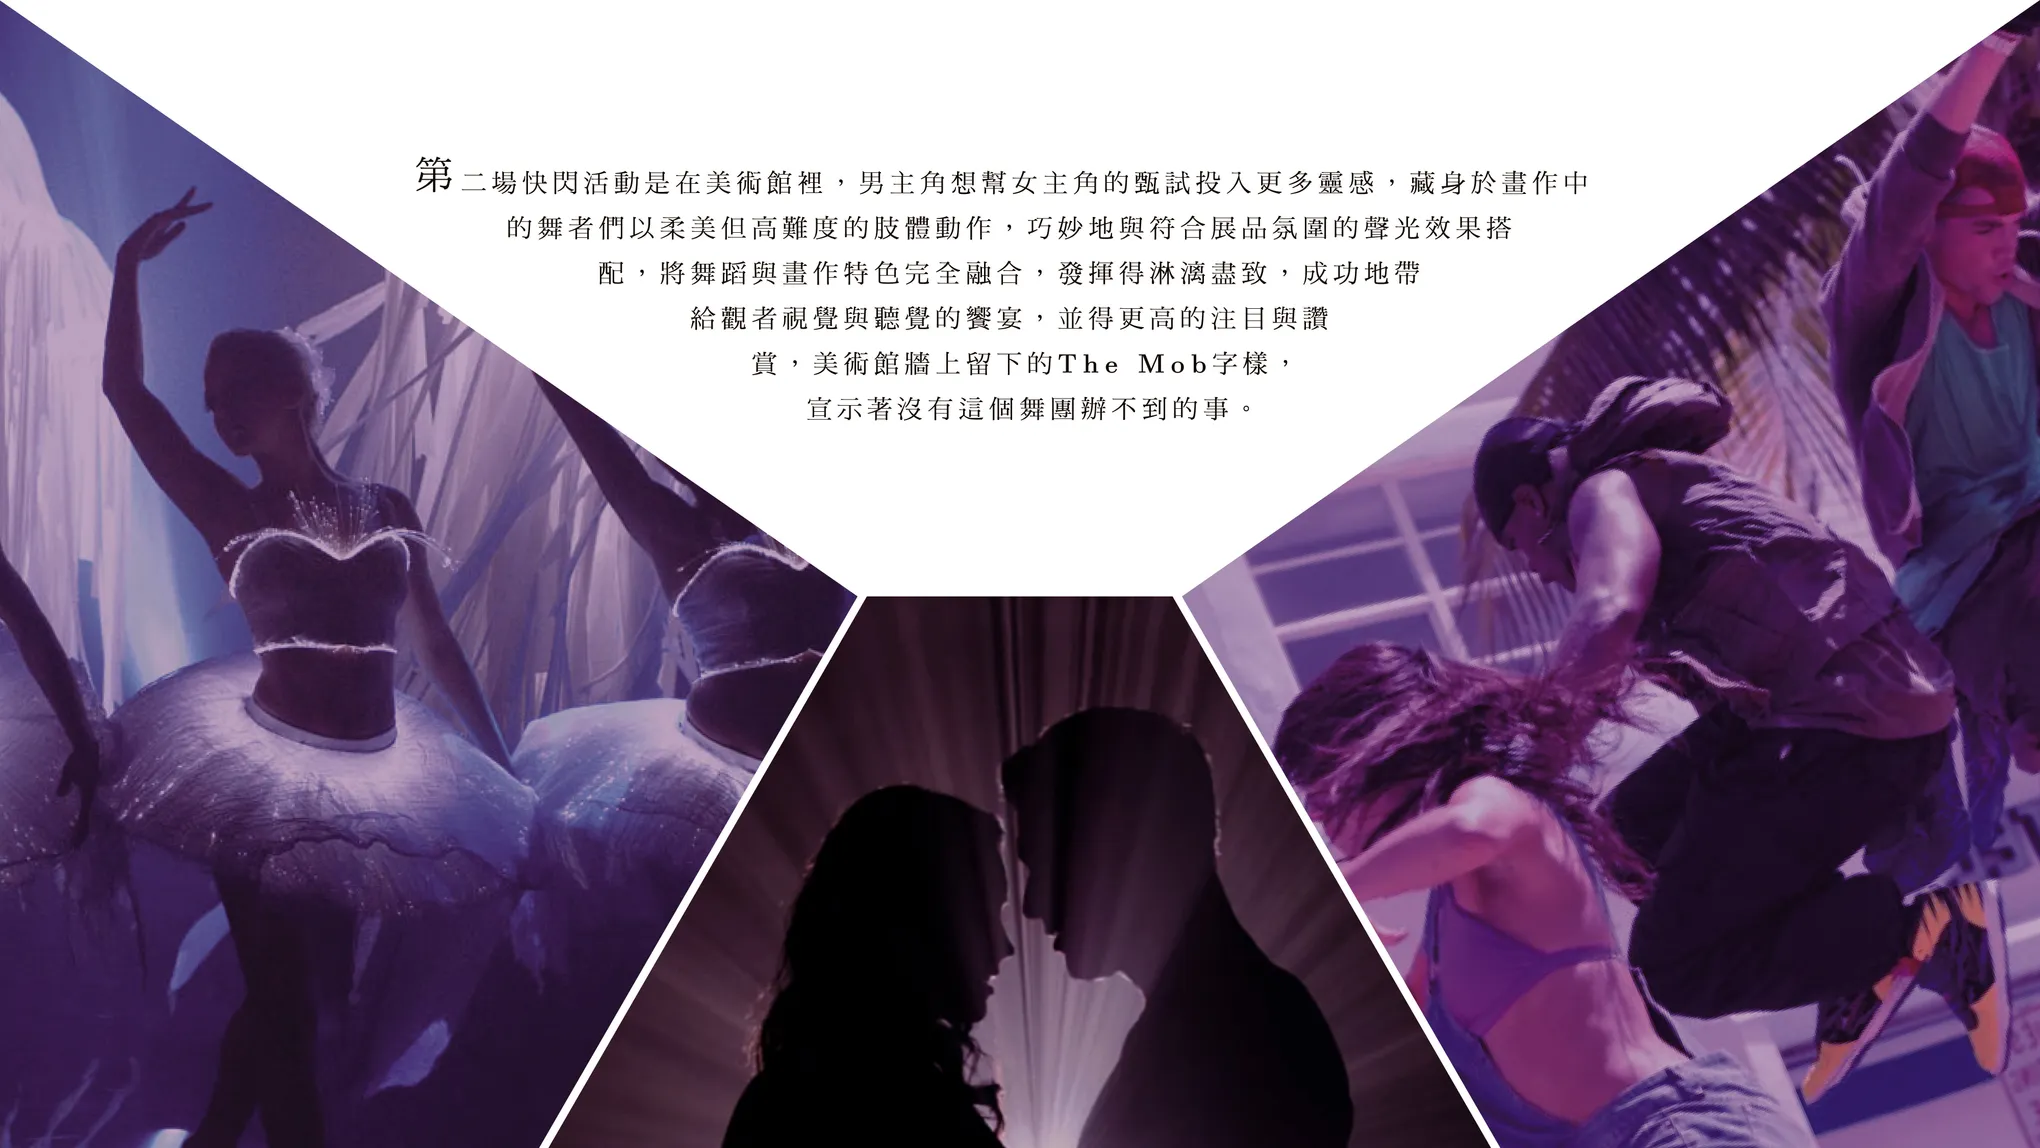 第二場快閃活動是在美術館裡，男主角想幫女主角的甄試投入更多靈感，藏身於畫作中
的舞者們以柔美但高難度的肢體動作，巧妙地與符合展品氛圍的聲光效果搭
配，將舞蹈與畫作特色完全融合，發揮得淋漓盡致，成功地帶
給觀者視覺與聽覺的饗宴，並得更高的注目與讚
賞，美術館牆上留下的The Mob字樣，
宣示著沒有這個舞團辦不到的事。